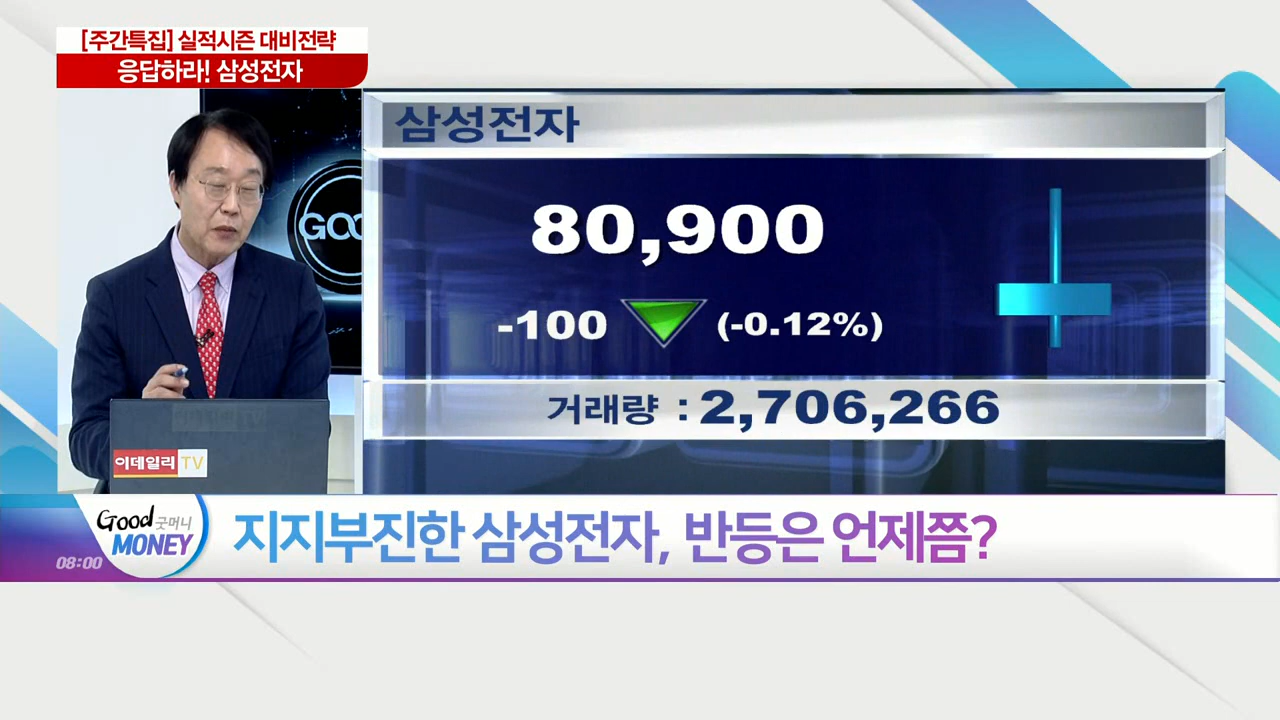 [주간특집] 실적시즌 대비전략
응답하라! 삼성전자
삼성전자
GOO
80,900
-100 (-0.12%)
거래량 : 2,706,266
이데일리 TV
Good 굿머니
MONEY
08:00
지지부진한 삼성전자, 반등은 언제쯤?